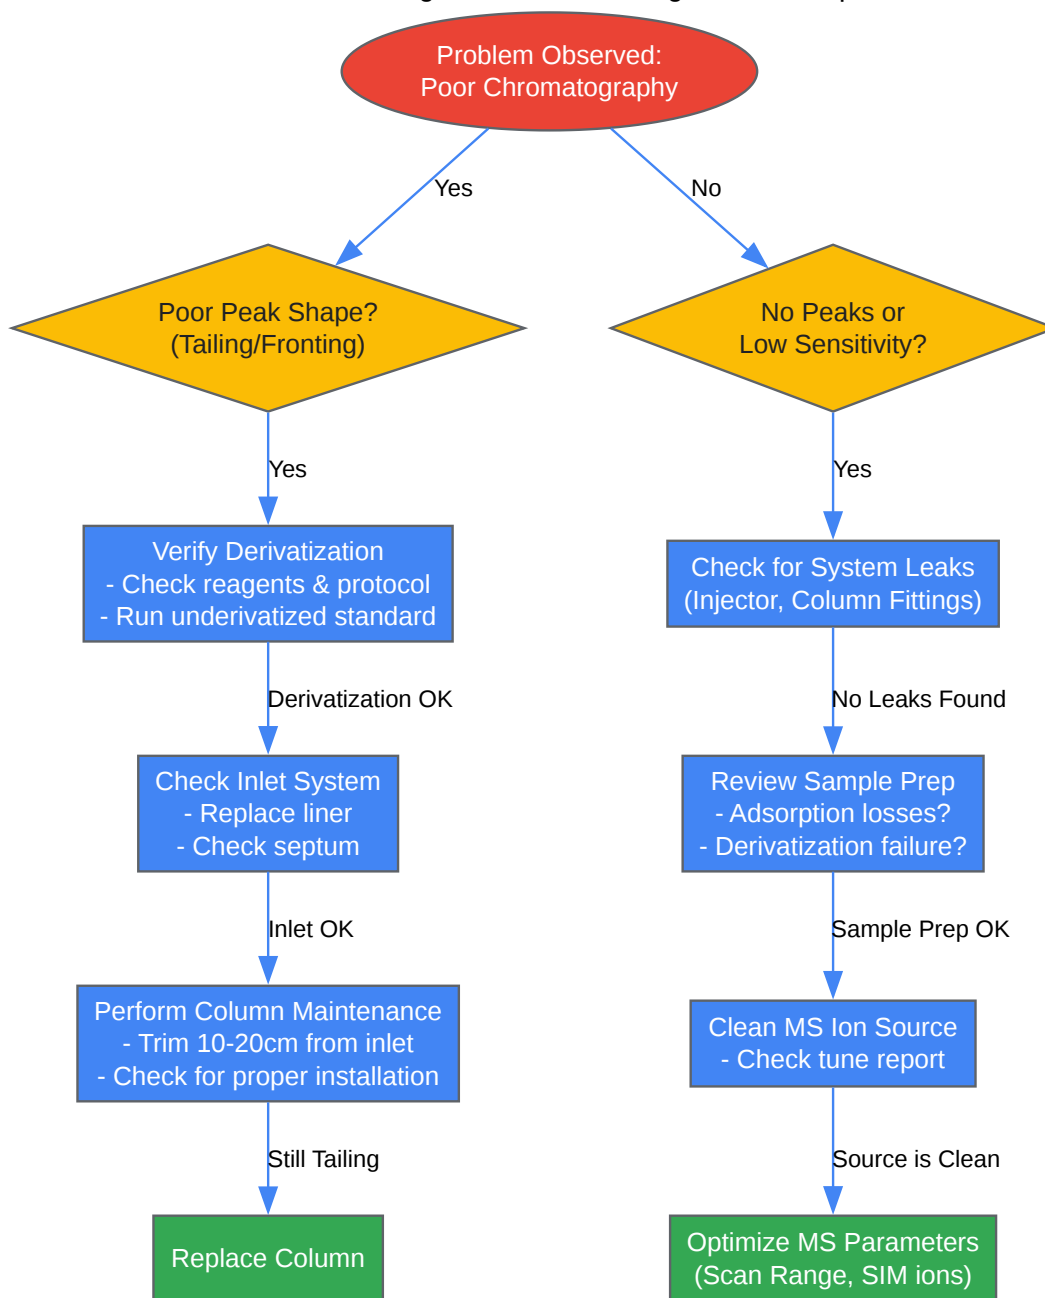 Problem Observed:
Poor Chromatography
Yes
No
Poor Peak Shape?
(Tailing/Fronting)
No Peaks or
Low Sensitivity?
Yes
Yes
Verify Derivatization
- Check reagents & protocol
- Run underivatized standard
Check for System Leaks
(Injector, Column Fittings)
Derivatization OK
No Leaks Found
Check Inlet System
- Replace liner
- Check septum
Review Sample Prep
- Adsorption losses?
- Derivatization failure?
Inlet OK
Sample Prep OK
Perform Column Maintenance
- Trim 10-20cm from inlet
- Check for proper installation
Clean MS Ion Source
- Check tune report
Still Tailing
Source is Clean
Replace Column
Optimize MS Parameters
(Scan Range, SIM ions)